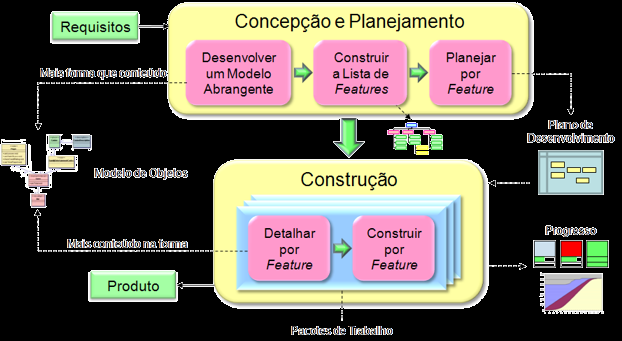 Requisitos
Concepção e Planejamento
Desenvolver
um Modelo
Abrangente
Construir
a Lista de
Features
Planejar
por
Feature
Mais forma que conteúdo
Plano de
Desenvolvimento
Modelo de Objetos
Construção
Progresso
Detalhar
por
Feature
Construir
por
Feature
Mais conteúdo na forma
Produto
Pacotes de Trabalho